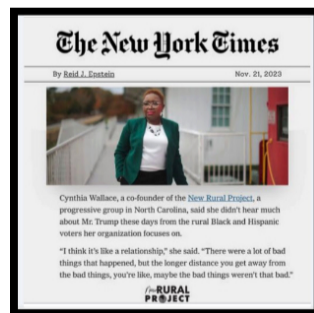 The New York Times
By Reid J. Epstein
Nov. 21, 2023
Cynthia Wallace, a co-founder of the New Rural Project, a
progressive group in North Carolina, said she didn't hear much
about Mr. Trump these days from the rural Black and Hispanic
voters her organization focuses on.
"I think it's like a relationship," she said. "There were a lot of bad
things that happened, but the longer distance you get away from
the bad things, you're like, maybe the bad things weren't that bad."
New RURAL
PROJECT